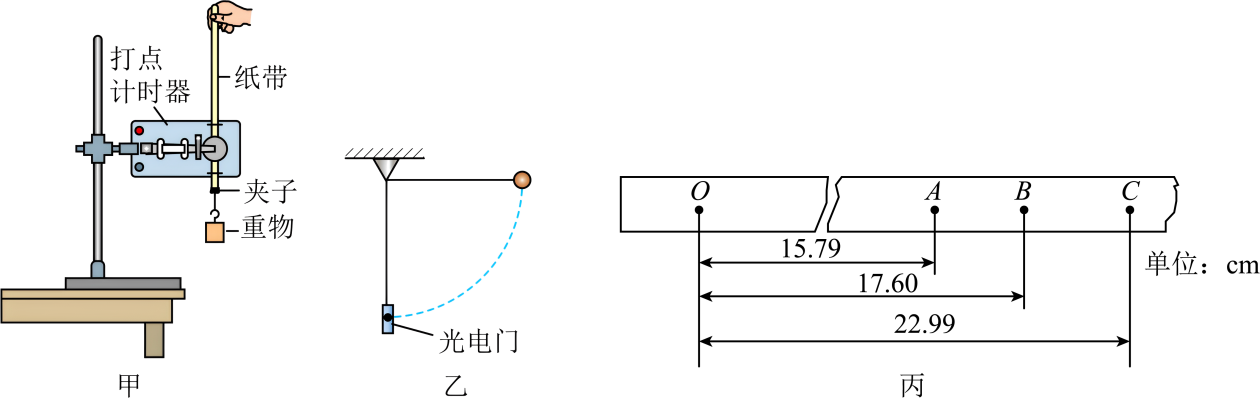 打点
计时器
纸带
夹子
重物
甲
光电门
乙
O
A
B
C
15.79
17.60
22.99
单位：cm
丙